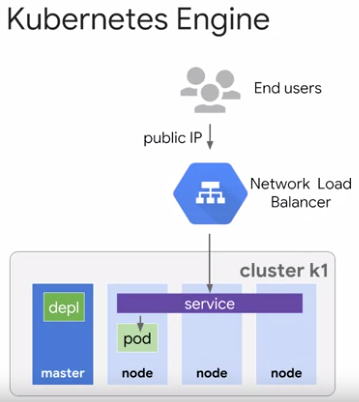 Kubernetes Engine
End users
public IP
Network Load
Balancer
cluster k1
service
depl
pod
master
node
node
node